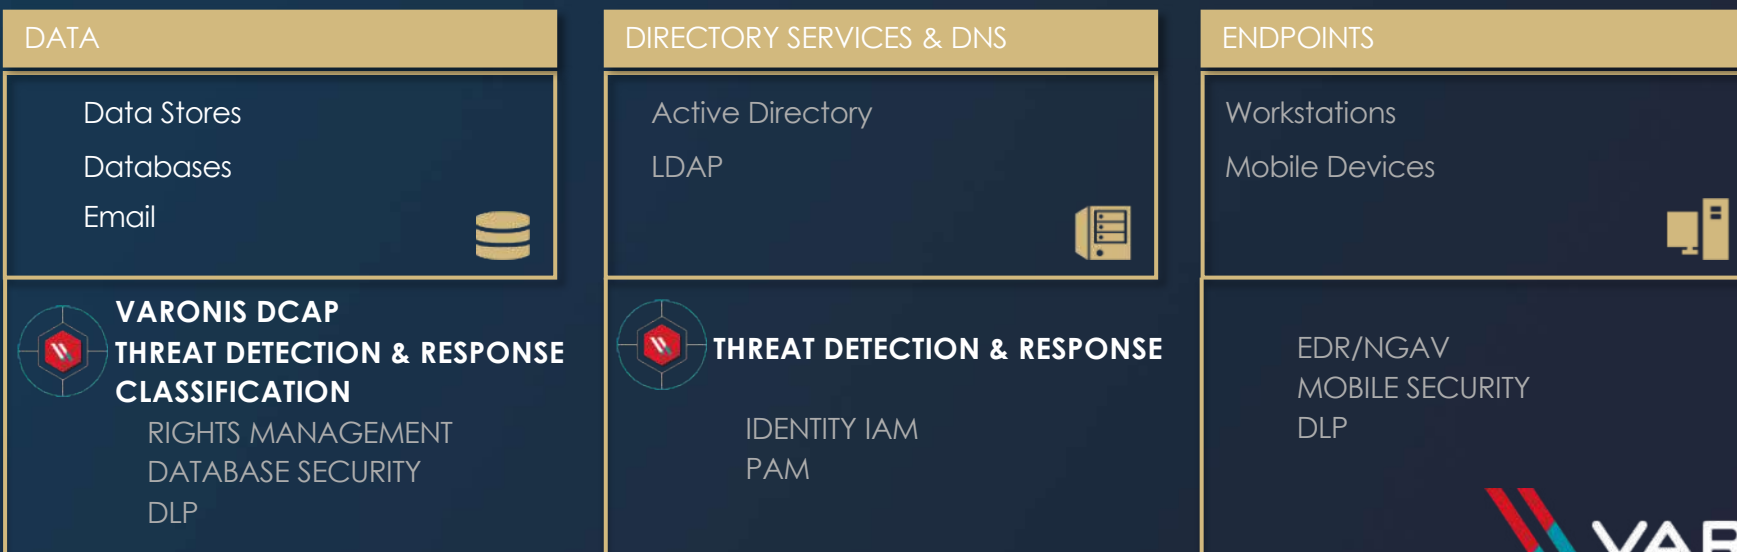 DATA
Data Stores
Databases
Email
VARONIS DCAP
THREAT DETECTION & RESPONSE
CLASSIFICATION
RIGHTS MANAGEMENT
DATABASE SECURITY
DLP
DIRECTORY SERVICES & DNS
Active Directory
LDAP
THREAT DETECTION & RESPONSE
IDENTITY IAM
PAM
ENDPOINTS
Workstations
Mobile Devices
EDR/NGAV
MOBILE SECURITY
DLP